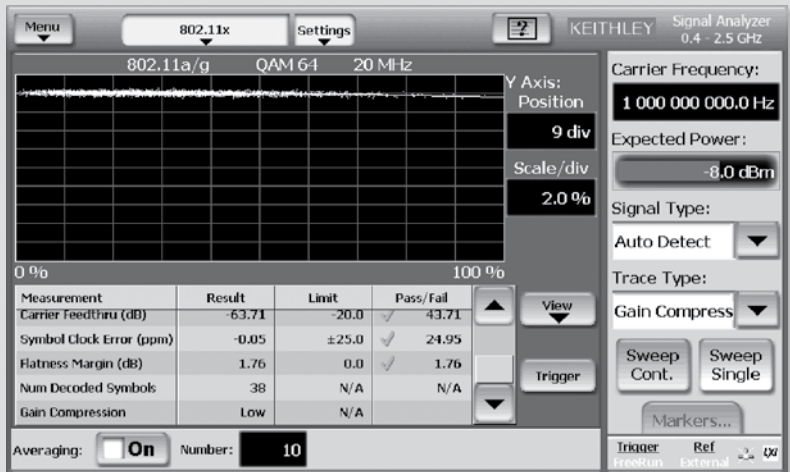 Menu
802.11x
Settings
KEITHLEY
Signal Analyzer
0.4 - 2.5 GHz
802.11a/g QAM 64 20 MHz
Y Axis:
Position
9 div
Scale/div
2.0 %
0 %
100 %
Measurement Result Limit Pass/Fail
Carrier Feedthru (dB) -63.71 -20.0 43.71
Symbol Clock Error (ppm) -0.05 ±25.0 24.95
Flatness Margin (dB) 1.76 0.0 1.76
Num Decoded Symbols 38 N/A N/A
Gain Compression Low N/A
View
Trigger
Averaging: On Number: 10
Carrier Frequency:
1 000 000 000.0 Hz
Expected Power:
-8.0 dBm
Signal Type:
Auto Detect
Trace Type:
Gain Compress
Sweep Cont.
Sweep Single
Markers...
Trigger Ref
FreeRun External
LXI